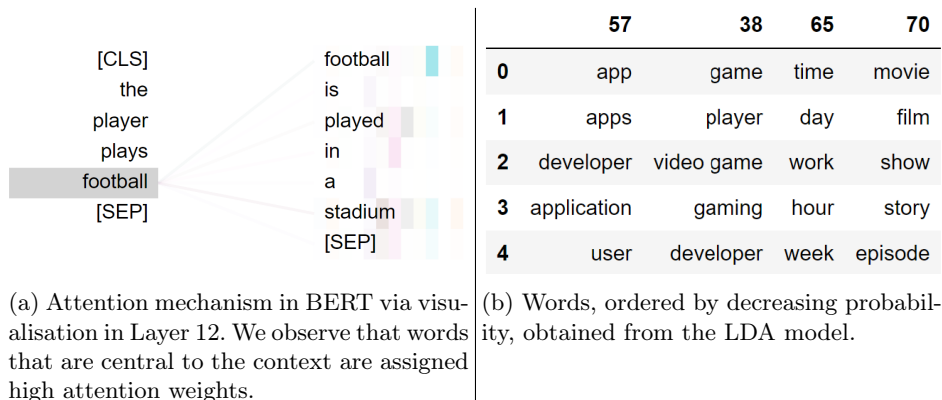 [CLS] football
the is
player played
plays in
football a
[SEP] stadium
[SEP]
(a) Attention mechanism in BERT via visu-
alisation in Layer 12. We observe that words
that are central to the context are assigned
high attention weights.
57 38 65 70
0 app game time movie
1 apps player day film
2 developer video game work show
3 application gaming hour story
4 user developer week episode
(b) Words, ordered by decreasing probabil-
ity, obtained from the LDA model.